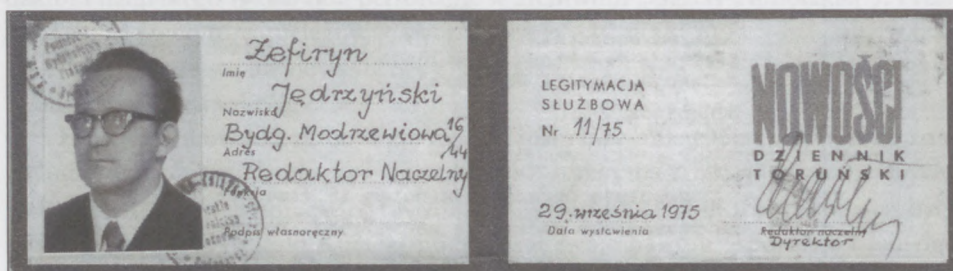 Zefiryn
Imię
Jędrzyński
Nazwisko
Bydg. Modrzewiowa 16/44
Adres
Redaktor Naczelny
Funkcja
Podpis własnoręczny
LEGITYMACJA
SŁUŻBOWA
Nr 11/75
29. września 1975
Data wystawienia
NOWOŚCI
DZIENNIK
TORUŃSKI
Redaktor naczelny
Dyrektor